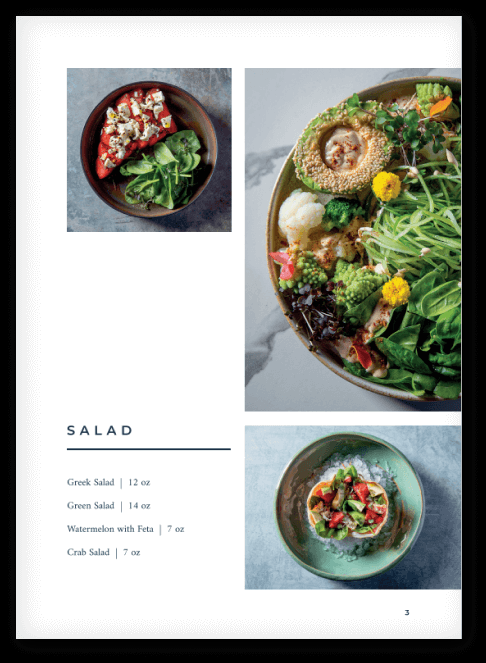 SALAD
Greek Salad | 12 oz
Green Salad | 14 oz
Watermelon with Feta | 7 oz
Crab Salad | 7 oz
3